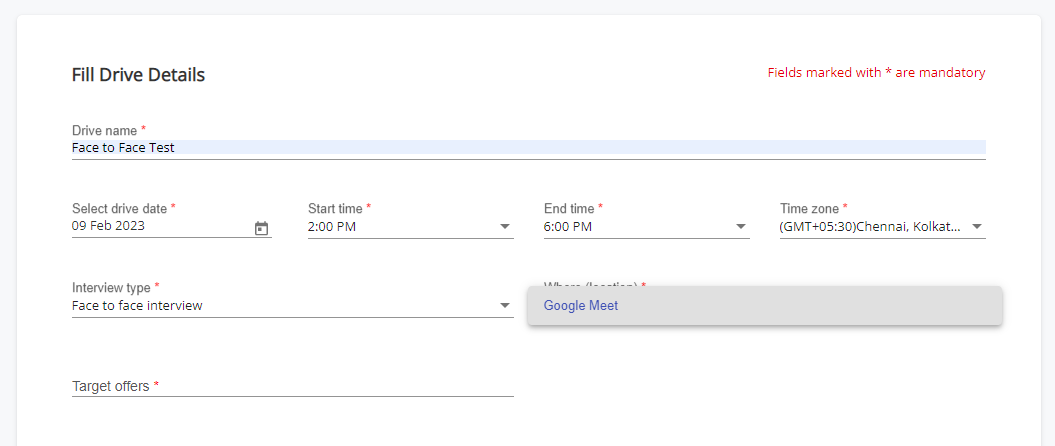 Fill Drive Details
Fields marked with * are mandatory
Drive name *
Face to Face Test
Select drive date *
Start time *
End time *
Time zone *
09 Feb 2023
2:00 PM
6:00 PM
(GMT+05:30)Chennai, Kolkat...
Interview type *
Where (location) *
Face to face interview
Google Meet
Target offers *